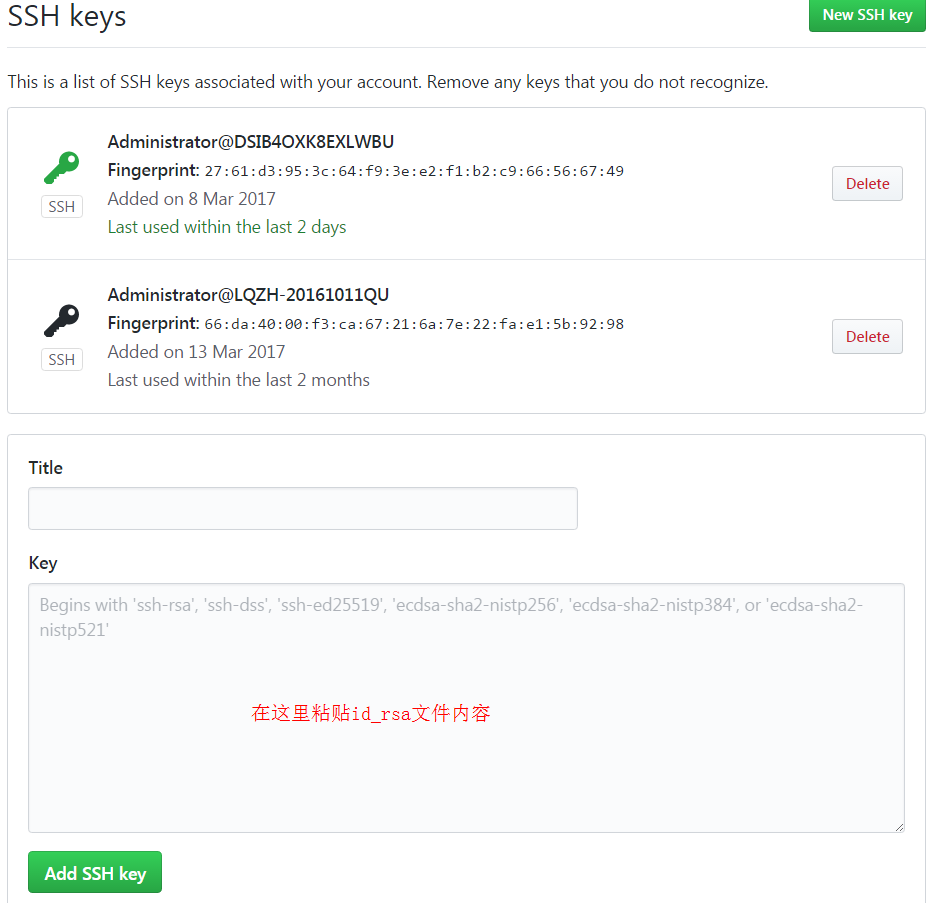 SSH keys
New SSH key
This is a list of SSH keys associated with your account. Remove any keys that you do not recognize.
Administrator@DSIB4OXK8EXLWBU
Fingerprint: 27:61:d3:95:3c:64:f9:3e:e2:f1:b2:c9:66:56:67:49
Added on 8 Mar 2017
Last used within the last 2 days
SSH
Delete
Administrator@LQZH-20161011QU
Fingerprint: 66:da:40:00:f3:ca:67:21:6a:7e:22:fa:e1:5b:92:98
Added on 13 Mar 2017
Last used within the last 2 months
SSH
Delete
Title
Key
Begins with 'ssh-rsa', 'ssh-dss', 'ssh-ed25519', 'ecdsa-sha2-nistp256', 'ecdsa-sha2-nistp384', or 'ecdsa-sha2-
nistp521'
在这里粘贴id_rsa文件内容
Add SSH key